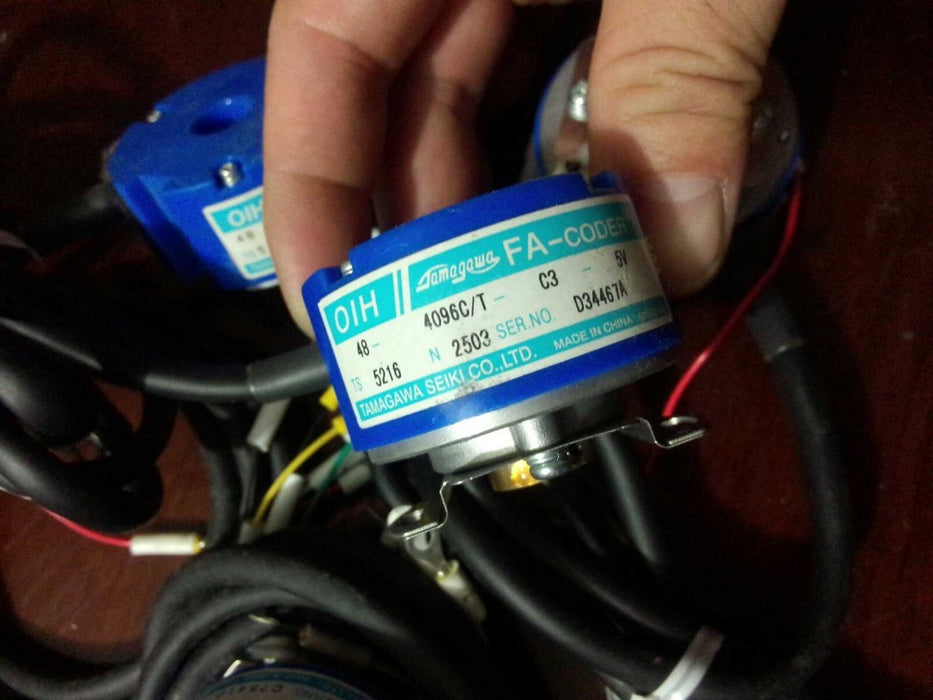 OIH Tamagawa FA-CODER
48- 4096C/T - C3 - 5V
TS 5216 N 2503 SER.NO. D34467A
TAMAGAWA SEIKI CO.,LTD. MADE IN CHINA
OIH
48
TS